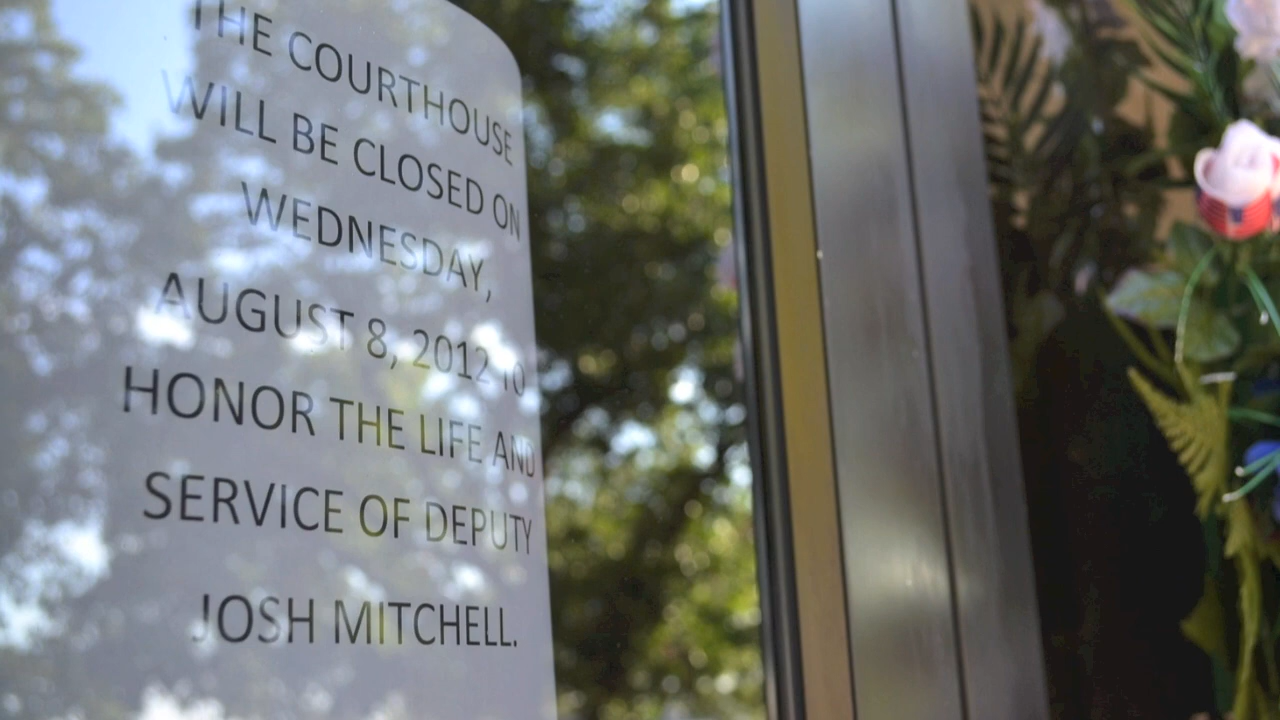 THE COURTHOUSE
WILL BE CLOSED ON
WEDNESDAY,
AUGUST 8, 2012 TO
HONOR THE LIFE AND
SERVICE OF DEPUTY
JOSH MITCHELL.